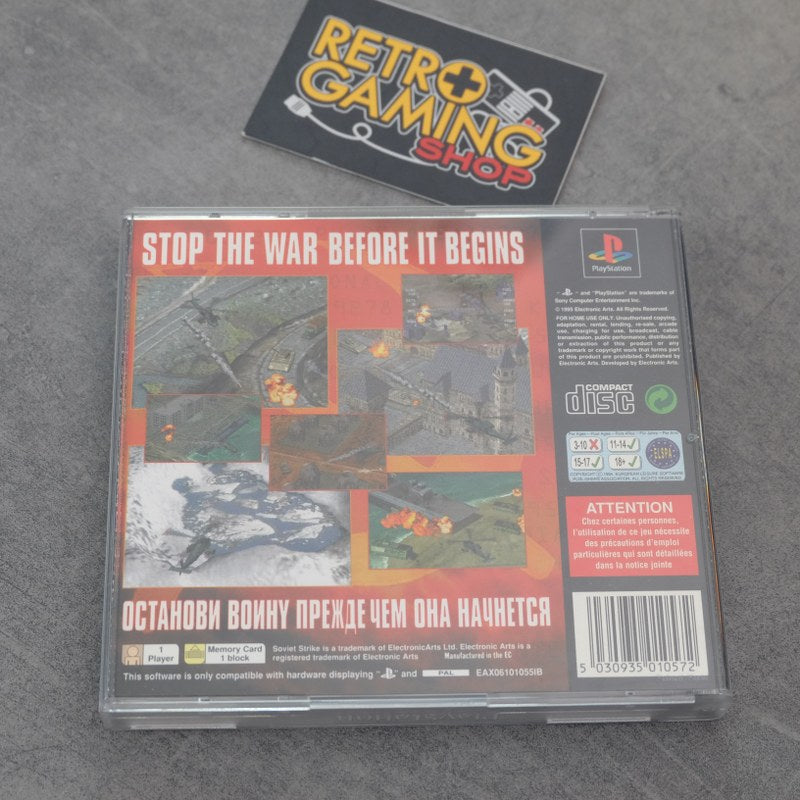 RETRO
GAMING
SHOP
STOP THE WAR BEFORE IT BEGINS
PlayStation
" and "PlayStation" are trademarks of
Sony Computer Entertainment Inc.
© 1995 Electronic Arts. All Rights Reserved.
FOR HOME USE ONLY. Unauthorised copying,
adaptation, rental, lending, re-sale, arcade
use, charging for use, broadcast, cable
transmission, public performance, distribution
or extraction of this product or any
trademark or copyright work that forms part
of this product are prohibited. Published by
Electronic Arts. Developed by Electronic Arts.
COMPACT
disc
3-10 11-14
15-17 18+
ELSPA
ATTENTION
Chez certaines personnes,
l'utilisation de ce jeu nécessite
des précautions d'emploi
particulières qui sont détaillées
dans la notice jointe
ОСТАНОВИ ВОИНУ ПРЕЖДЕ ЧЕМ ОНА НАЧНЕТСЯ
1
Player
Memory Card
1 block
Soviet Strike is a trademark of ElectronicArts Ltd. Electronic Arts is a
registered trademark of Electronic Arts Manufactured in the EC
This software is only compatible with hardware displaying " " and PAL EAX06101055IB
5 030935 010572